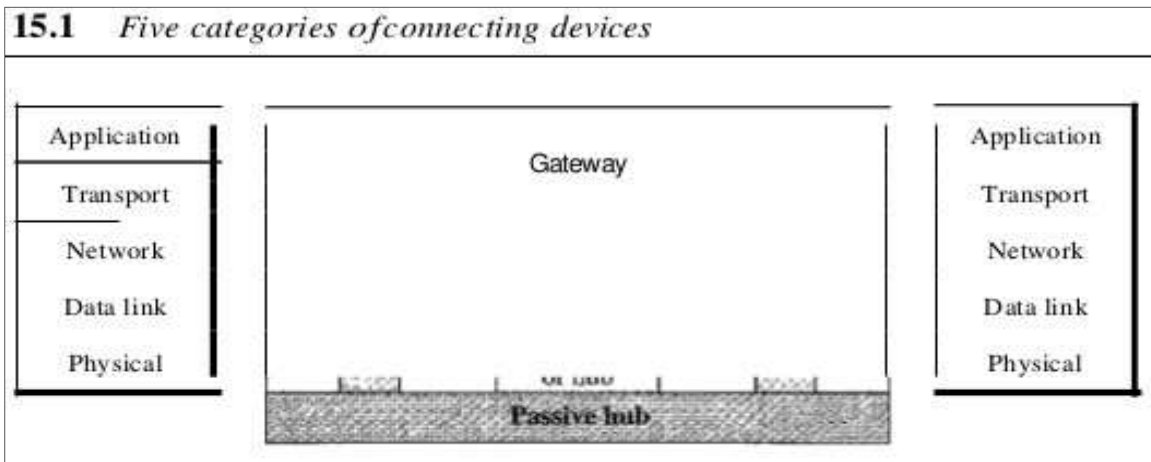 15.1 Five categories ofconnecting devices
Application
Transport
Network
Data link
Physical
Gateway
Passive hub
Application
Transport
Network
Data link
Physical